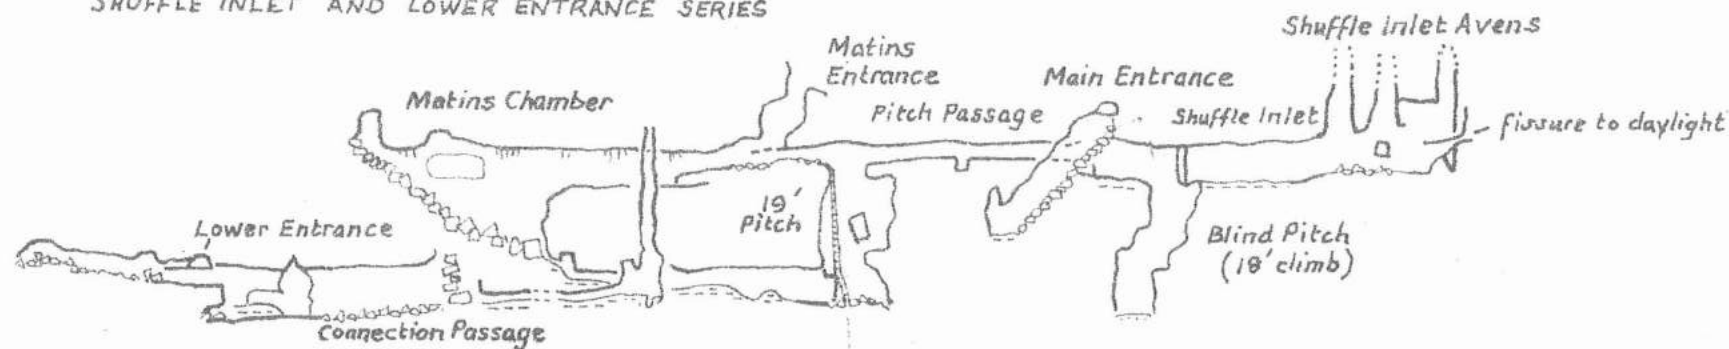 SHUFFLE INLET AND LOWER ENTRANCE SERIES
Shuffle Inlet Avens
Matins
Entrance
Main Entrance
Matins Chamber
Pitch Passage
Shuffle Inlet
fissure to daylight
19'
Pitch
Lower Entrance
Blind Pitch
(18' climb)
Connection Passage